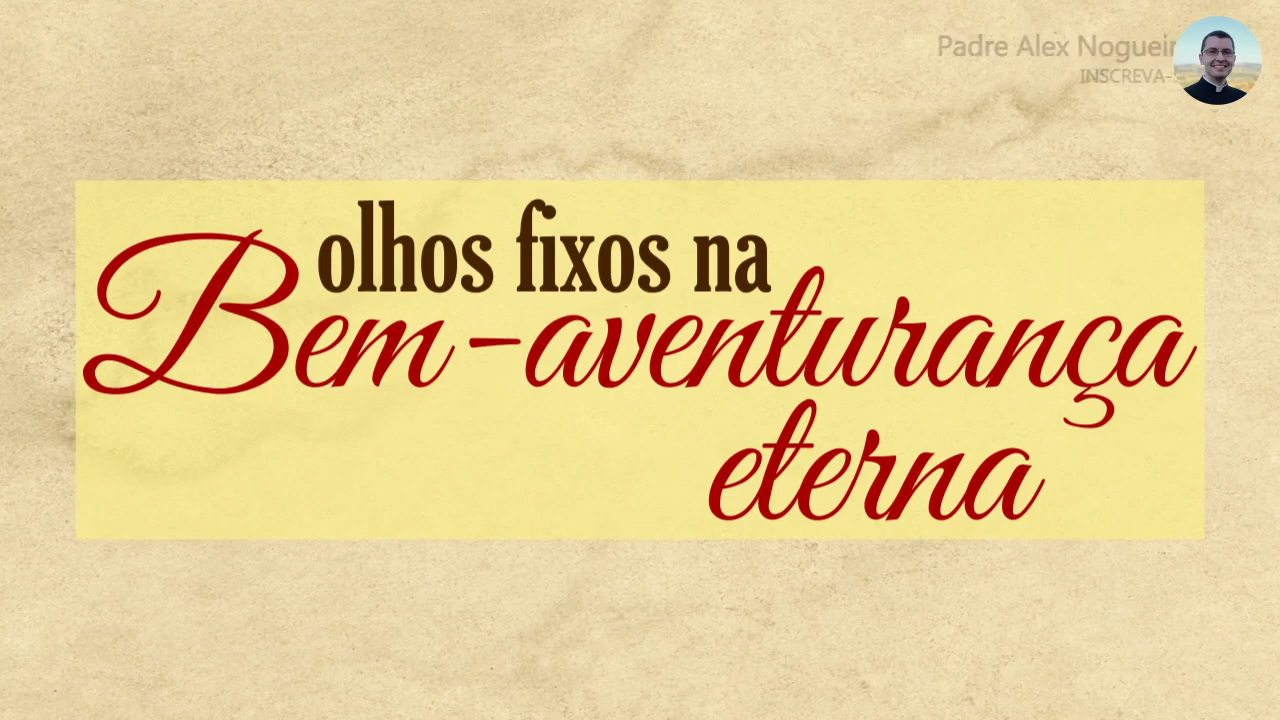 Padre Alex Nogueir
INSCREVA-
olhos fixos na
Bem-aventurança
eterna